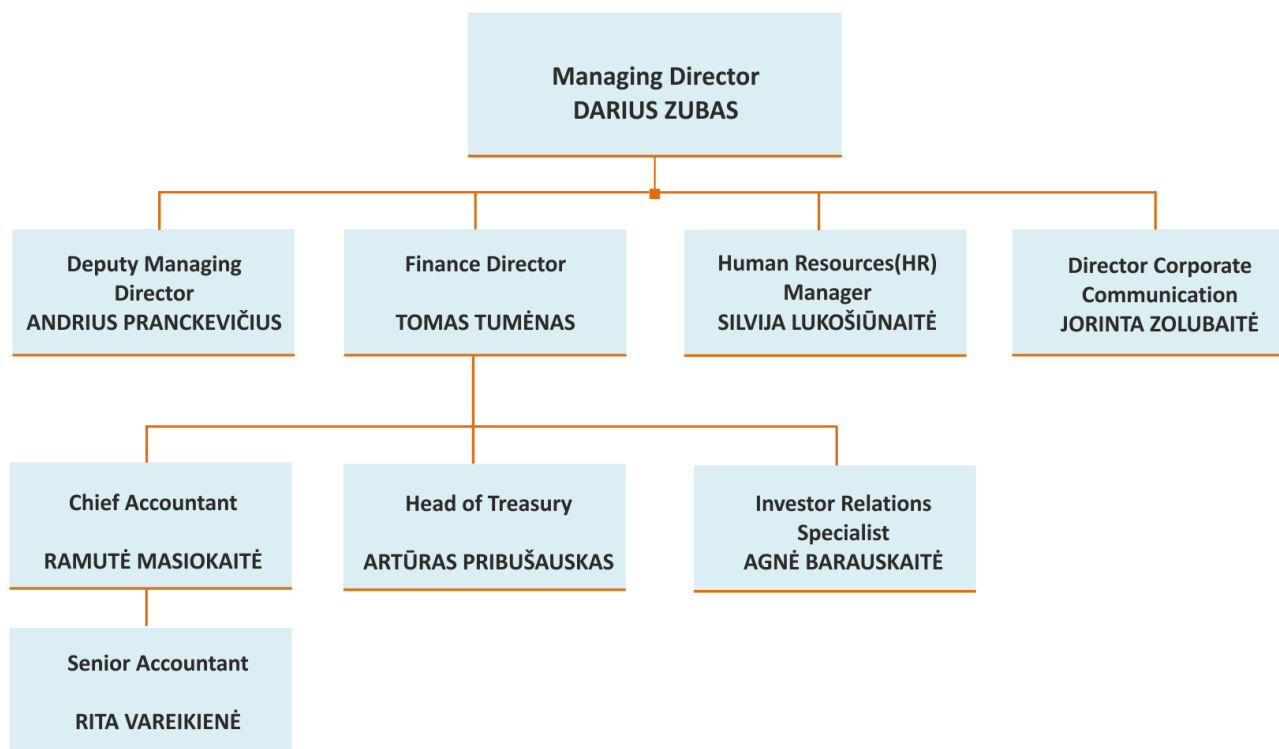 Managing Director
DARIUS ZUBAS
Deputy Managing
Director
ANDRIUS PRANCKEVIČIUS
Finance Director
TOMAS TUMĖNAS
Human Resources(HR)
Manager
SILVIJA LUKOŠIŪNAITĖ
Director Corporate
Communication
JORINTA ZOLUBAITĖ
Chief Accountant
RAMUTĖ MASIOKAITĖ
Head of Treasury
ARTŪRAS PRIBUŠAUSKAS
Investor Relations
Specialist
AGNĖ BARAUSKAITĖ
Senior Accountant
RITA VAREIKIENĖ